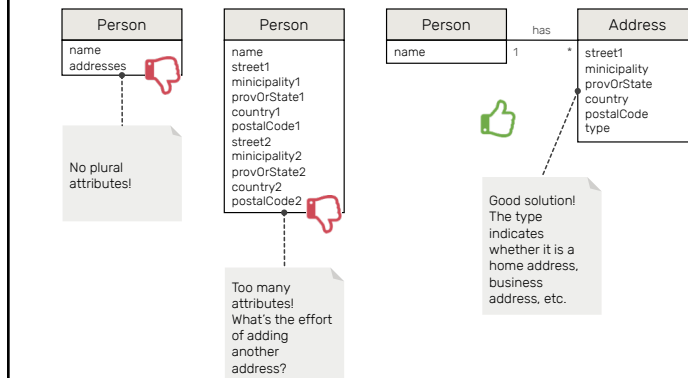 Person
name
addresses
No plural
attributes!
Person
name
street1
minicipality1
provOrState1
country1
postalCode1
street2
minicipality2
provOrState2
country2
postalCode2
Too many
attributes!
What's the effort
of adding
another
address?
Person
name
has
1
*
Address
street1
minicipality
provOrState
country
postalCode
type
Good solution!
The type
indicates
whether it is a
home address,
business
address, etc.